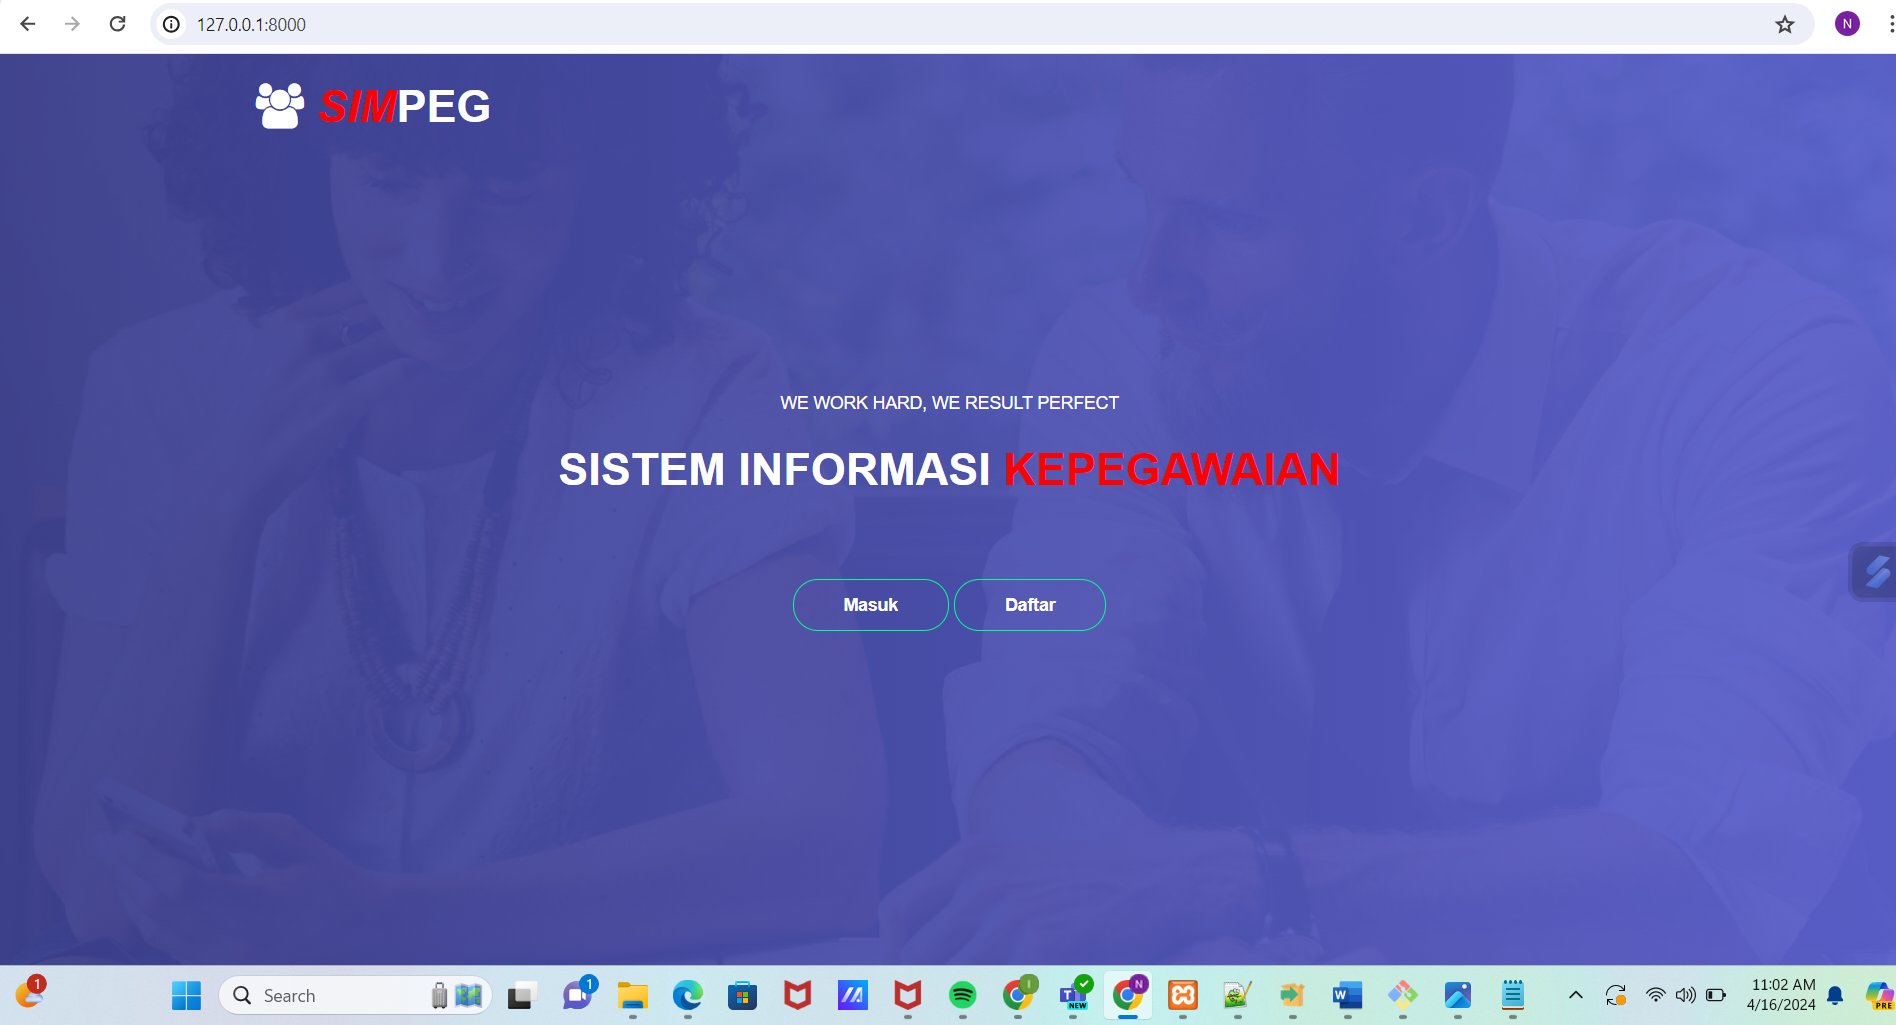 127.0.0.1:8000
N
SIMPEG
WE WORK HARD, WE RESULT PERFECT
SISTEM INFORMASI KEPEGAWAIAN
Masuk Daftar
1
Search
1
I
NEW
N
W
11:02 AM
4/16/2024
PRE